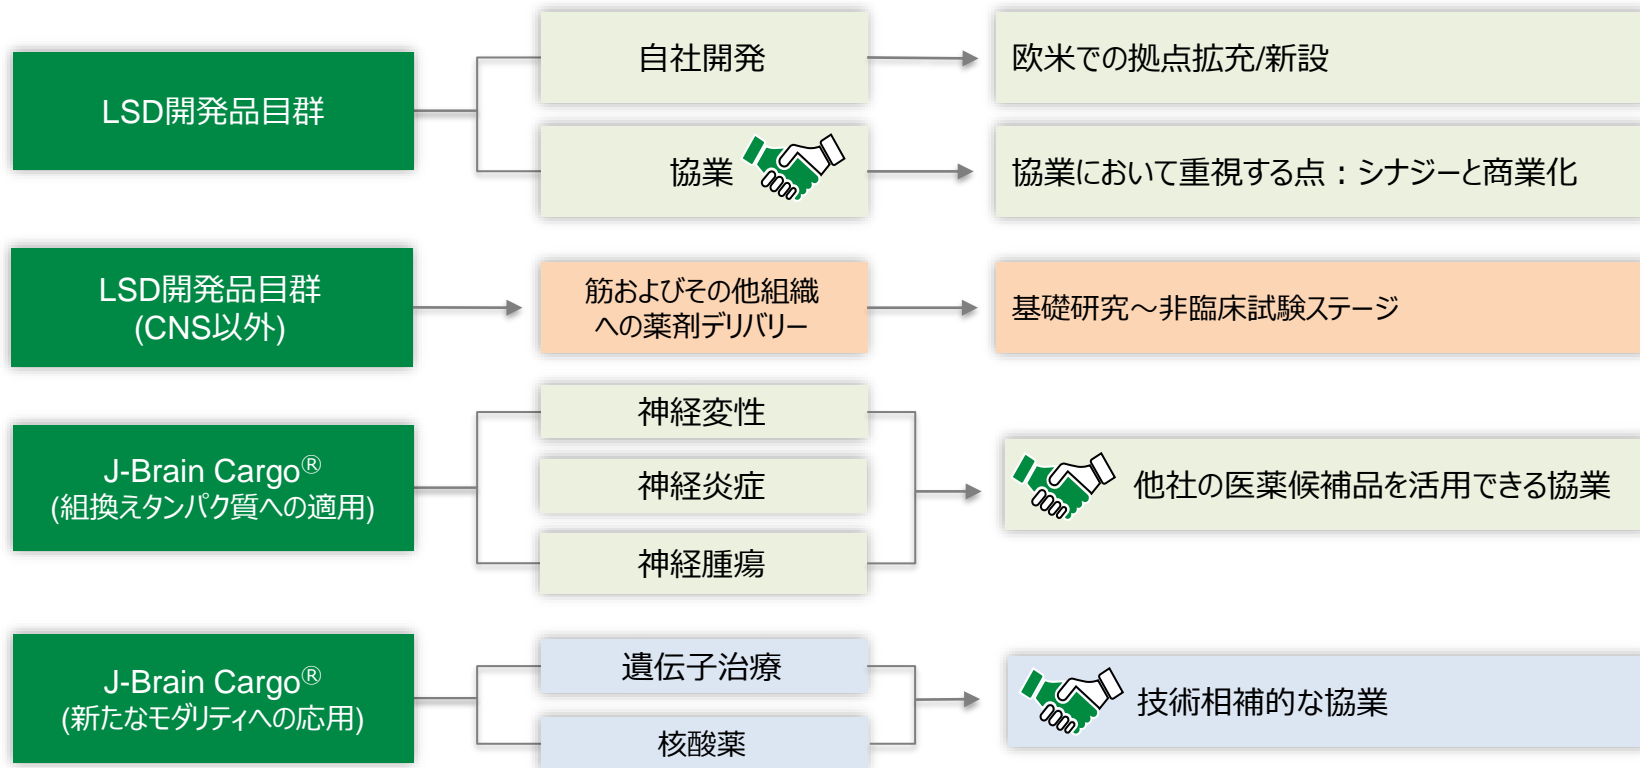 LSD開発品目群
自社開発
欧米での拠点拡充/新設
協業
協業において重視する点：シナジーと商業化
LSD開発品目群
(CNS以外)
筋およびその他組織
への薬剤デリバリー
基礎研究～非臨床試験ステージ
J-Brain Cargo®
(組換えタンパク質への適用)
神経変性
神経炎症
神経腫瘍
他社の医薬候補品を活用できる協業
J-Brain Cargo®
(新たなモダリティへの応用)
遺伝子治療
核酸薬
技術相補的な協業